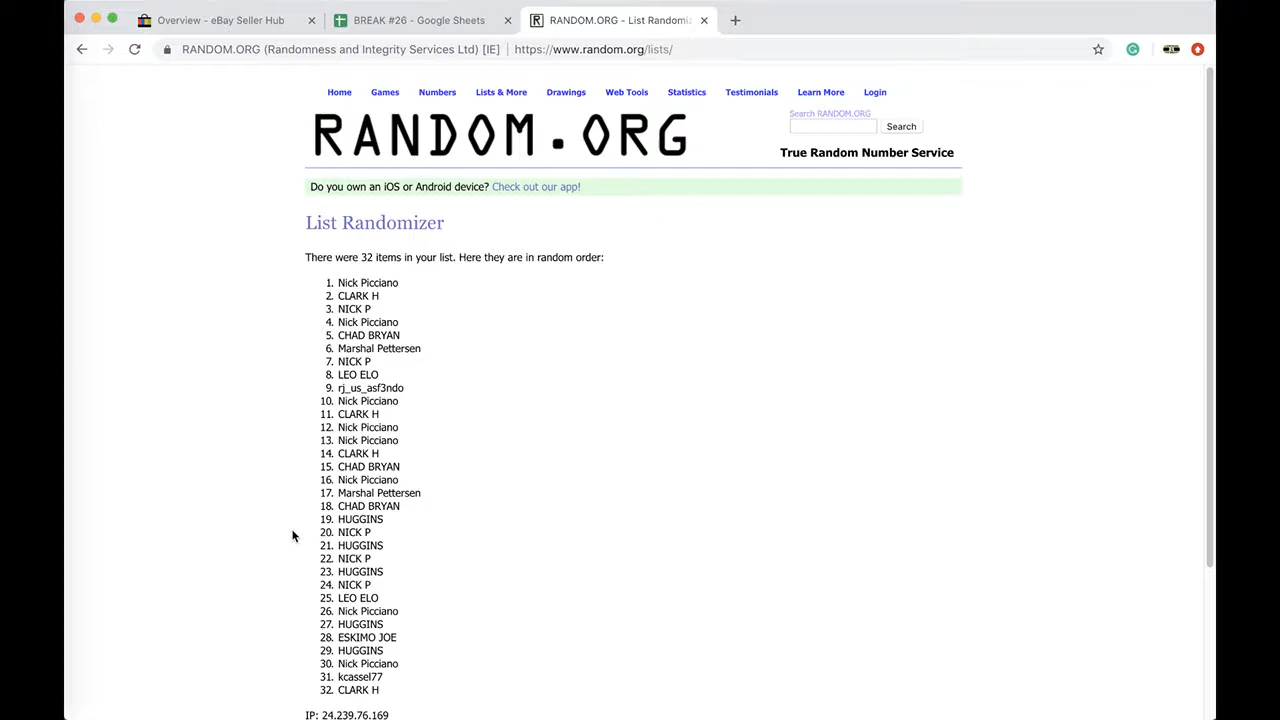 Overview - eBay Seller Hub
BREAK #26 - Google Sheets
RANDOM.ORG - List Randomi
RANDOM.ORG (Randomness and Integrity Services Ltd) [IE] | https://www.random.org/lists/
Home Games Numbers Lists & More Drawings Web Tools Statistics Testimonials Learn More Login
RANDOM.ORG
Search RANDOM.ORG
Search
True Random Number Service
Do you own an iOS or Android device? Check out our app!
List Randomizer
There were 32 items in your list. Here they are in random order:
1. Nick Picciano
2. CLARK H
3. NICK P
4. Nick Picciano
5. CHAD BRYAN
6. Marshal Pettersen
7. NICK P
8. LEO ELO
9. rj_us_asf3ndo
10. Nick Picciano
11. CLARK H
12. Nick Picciano
13. Nick Picciano
14. CLARK H
15. CHAD BRYAN
16. Nick Picciano
17. Marshal Pettersen
18. CHAD BRYAN
19. HUGGINS
20. NICK P
21. HUGGINS
22. NICK P
23. HUGGINS
24. NICK P
25. LEO ELO
26. Nick Picciano
27. HUGGINS
28. ESKIMO JOE
29. HUGGINS
30. Nick Picciano
31. kcassel77
32. CLARK H
IP: 24.239.76.169